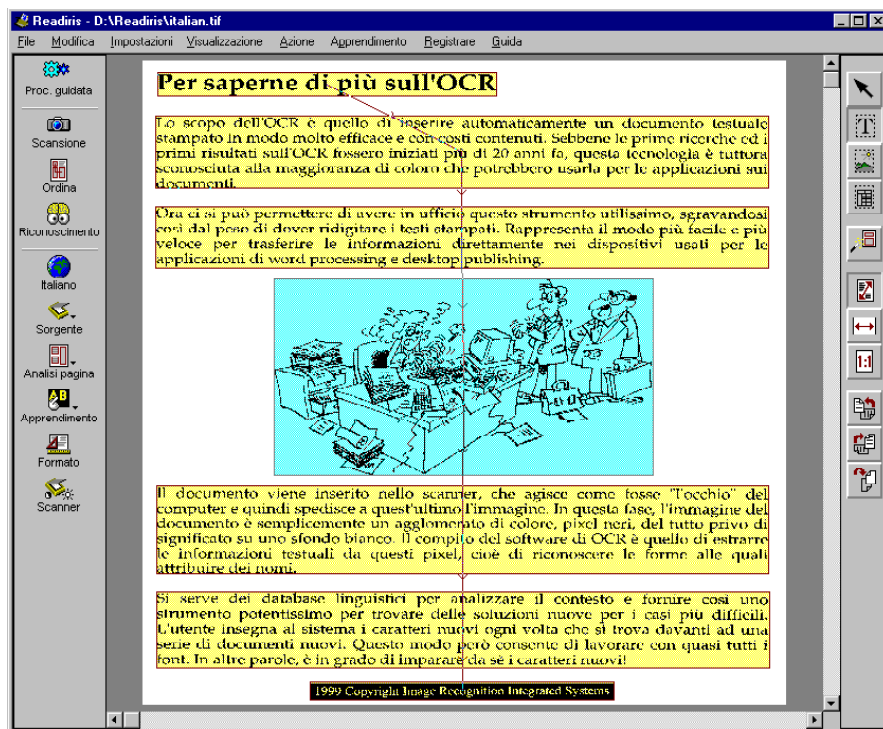 Readiris - D:\Readiris\italian.tif
File Modifica Impostazioni Visualizzazione Azione Apprendimento Registrare Guida
Proc. guidata
Scansione
Ordina
Riconoscimento
Italiano
Sorgente
Analisi pagina
Apprendimento
Formato
Scanner
Per saperne di più sull'OCR
Lo scopo dell'OCR è quello di inserire automaticamente un documento testuale
stampato in modo molto efficace e con costi contenuti. Sebbene le prime ricerche ed i
primi risultati sull'OCR fossero iniziati più di 20 anni fa, questa tecnologia è tuttora
sconosciuta alla maggioranza di coloro che potrebbero usarla per le applicazioni sui
documenti.
Ora ci si può permettere di avere in ufficio questo strumento utilissimo, sgravandosi
così dal peso di dover ridigitare i testi stampati. Rappresenta il modo più facile e più
veloce per trasferire le informazioni direttamente nei dispositivi usati per le
applicazioni di word processing e desktop publishing.
Il documento viene inserito nello scanner, che agisce come fosse "l'occhio" del
computer e quindi spedisce a quest'ultimo l'immagine. In questa fase, l'immagine del
documento è semplicemente un agglomerato di colore, pixel neri, del tutto privo di
significato su uno sfondo bianco. Il compito del software di OCR è quello di estrarre
le informazioni testuali da questi pixel, cioè di riconoscere le forme alle quali
attribuire dei nomi.
Si serve dei database linguistici per analizzare il contesto e fornire così uno
strumento potentissimo per trovare delle soluzioni nuove per i casi più difficili.
L'utente insegna al sistema i caratteri nuovi ogni volta che si trova davanti ad una
serie di documenti nuovi. Questo modo però consente di lavorare con quasi tutti i
font. In altre parole, è in grado di imparare da sè i caratteri nuovi!
1999 Copyright Image Recognition Integrated Systems
T
1:1